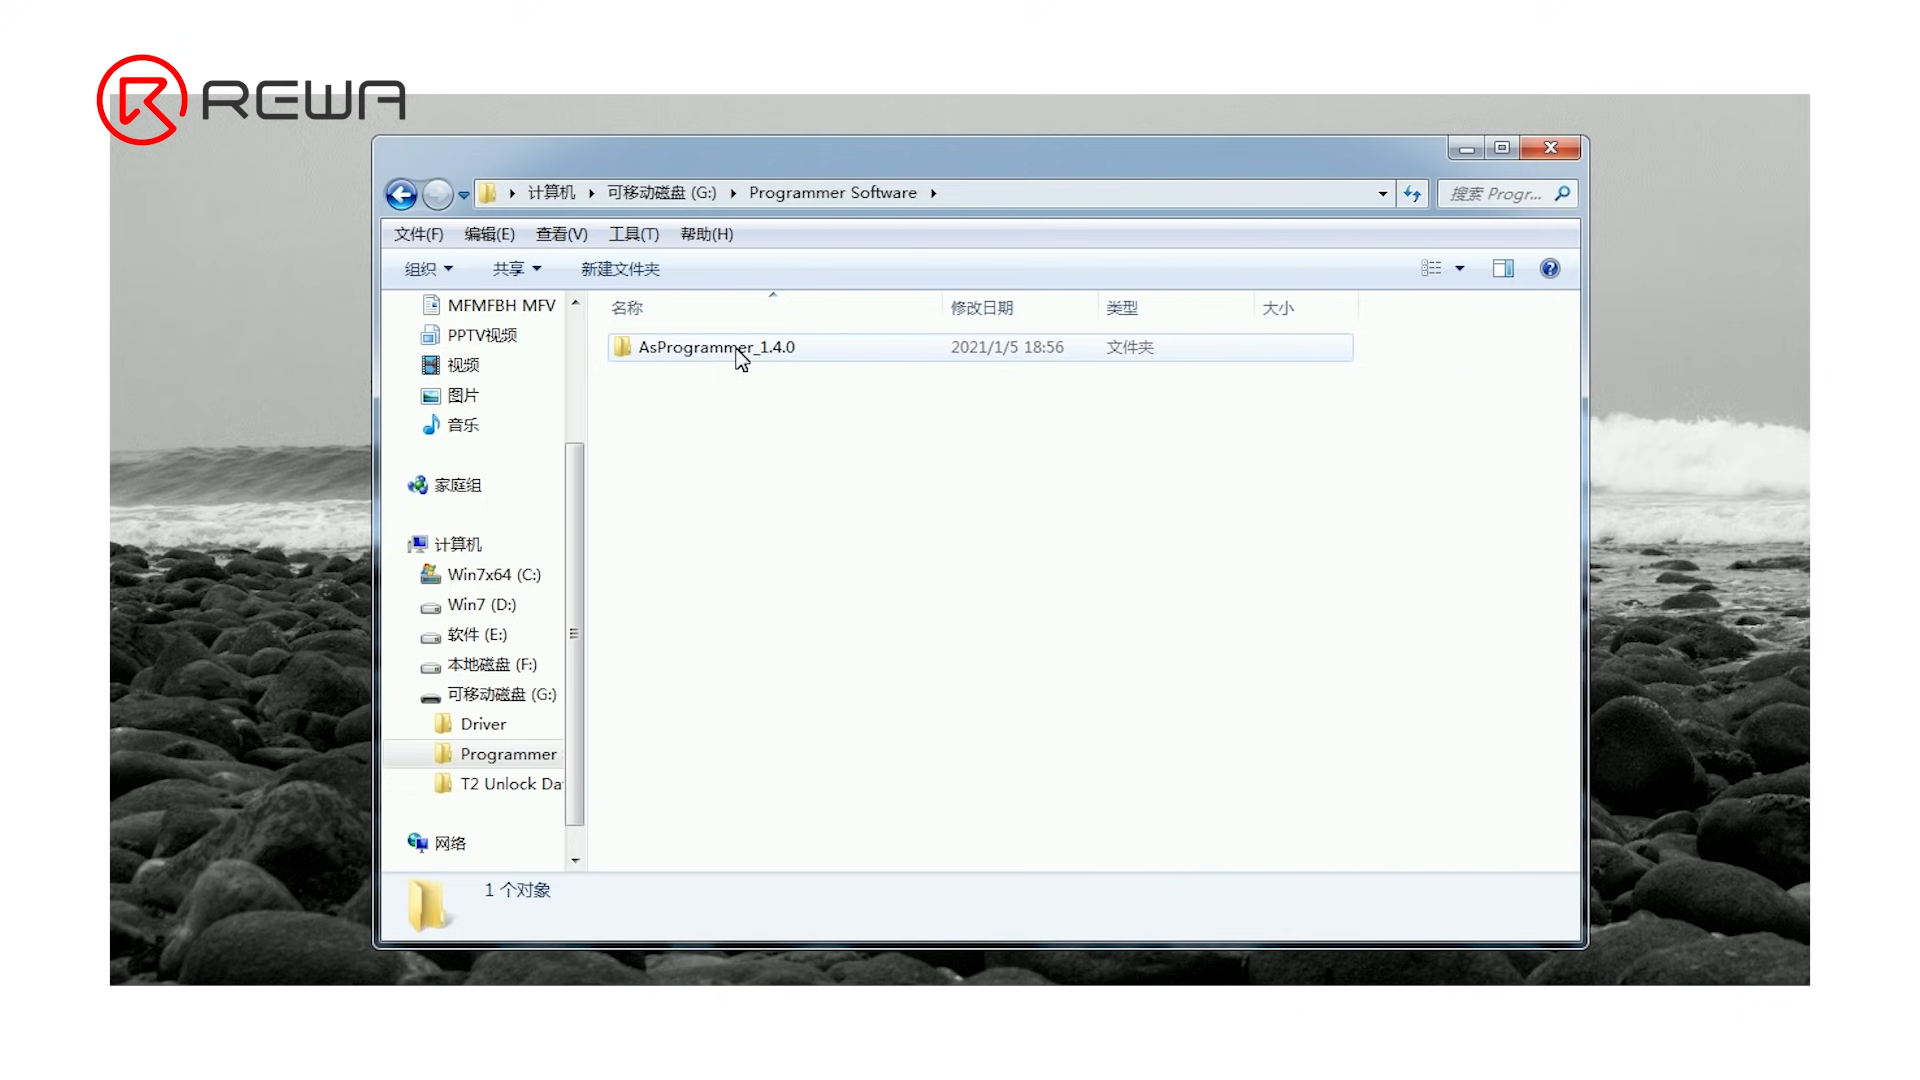 REWA
计算机 可移动磁盘 (G:) Programmer Software
搜索 Progr...
文件(F) 编辑(E) 查看(V) 工具(T) 帮助(H)
组织 共享 新建文件夹
名称 修改日期 类型 大小
AsProgrammer_1.4.0 2021/1/5 18:56 文件夹
MFMFBH MFV
PPTV视频
视频
图片
音乐
家庭组
计算机
Win7x64 (C:)
Win7 (D:)
软件 (E:)
本地磁盘 (F:)
可移动磁盘 (G:)
Driver
Programmer
T2 Unlock Da
网络
1 个对象